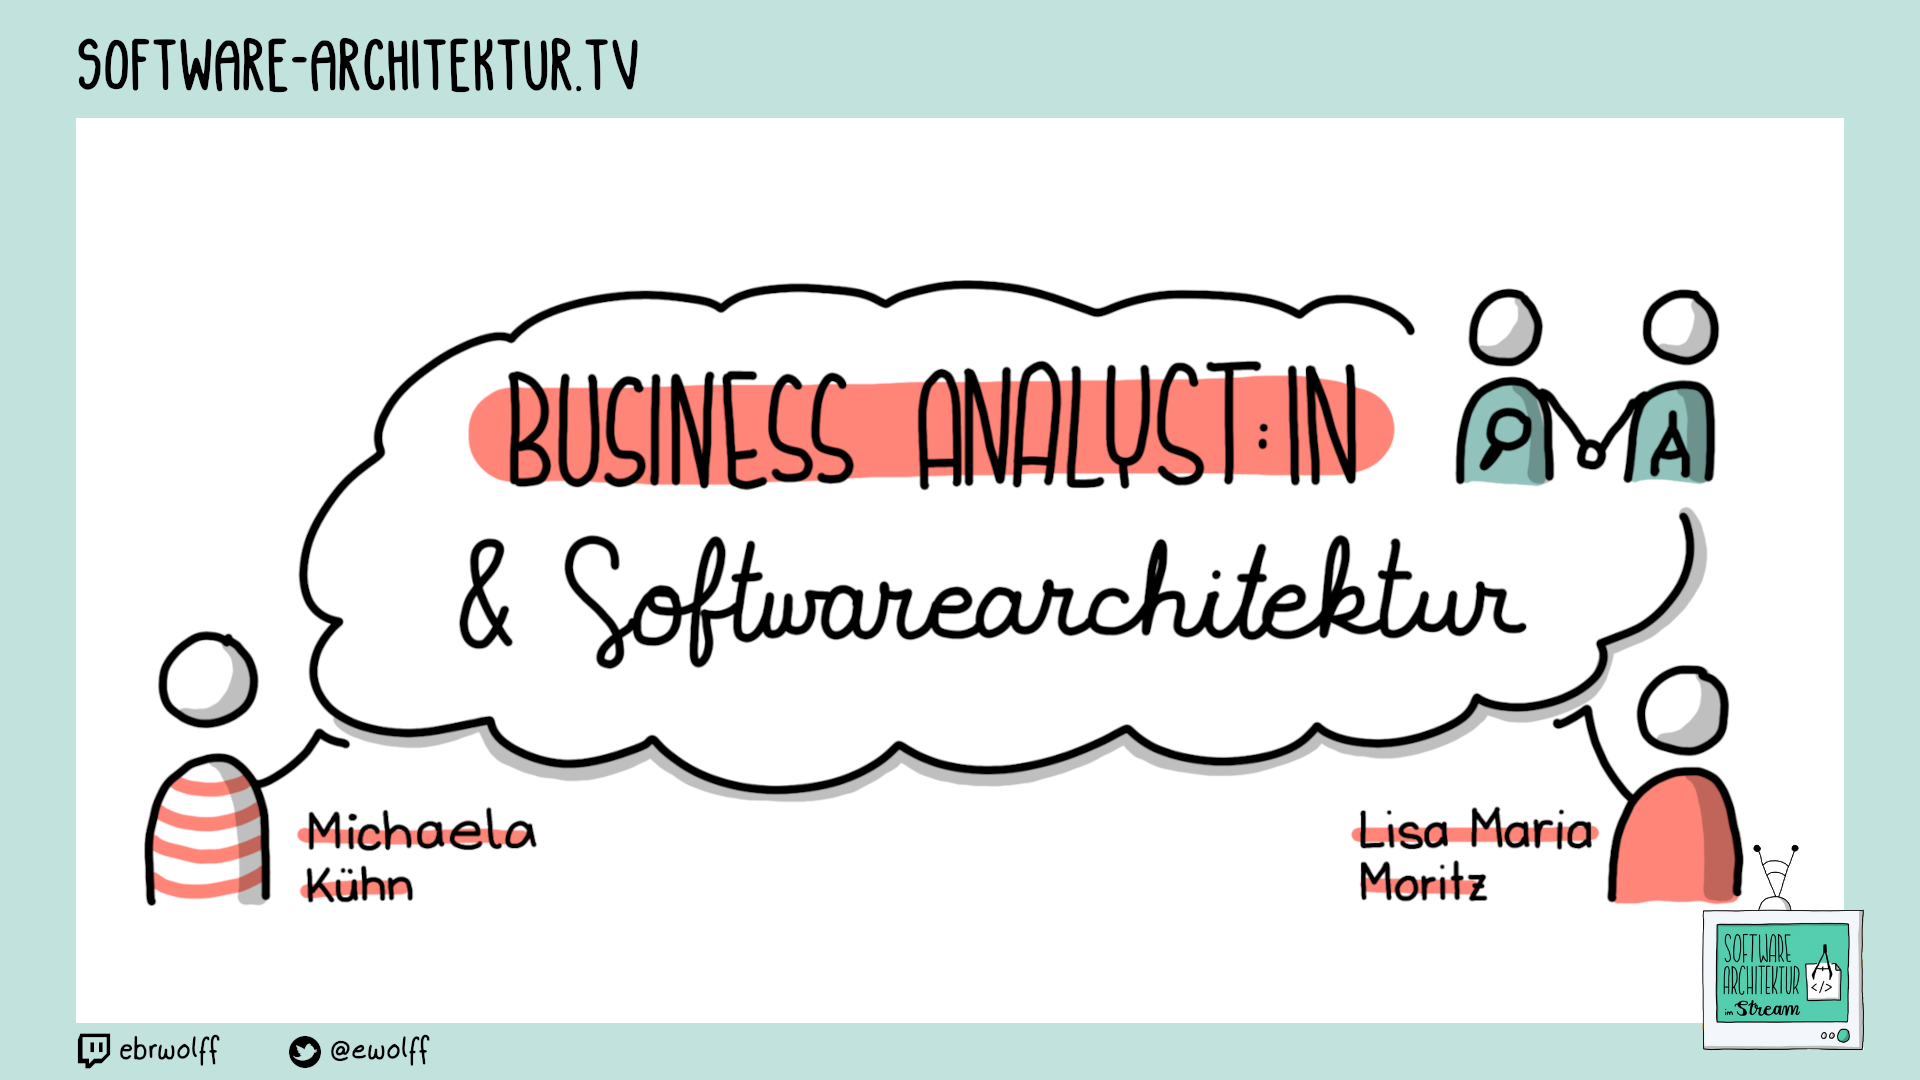 SOFTWARE-ARCHITEKTUR.TV
BUSINESS ANALYST:IN
& Softwarearchitektur
Michaela
Kühn
Lisa Maria
Moritz
SOFTWARE
ARCHITEKTUR
</>
im Stream
ebrwolff
@ewolff